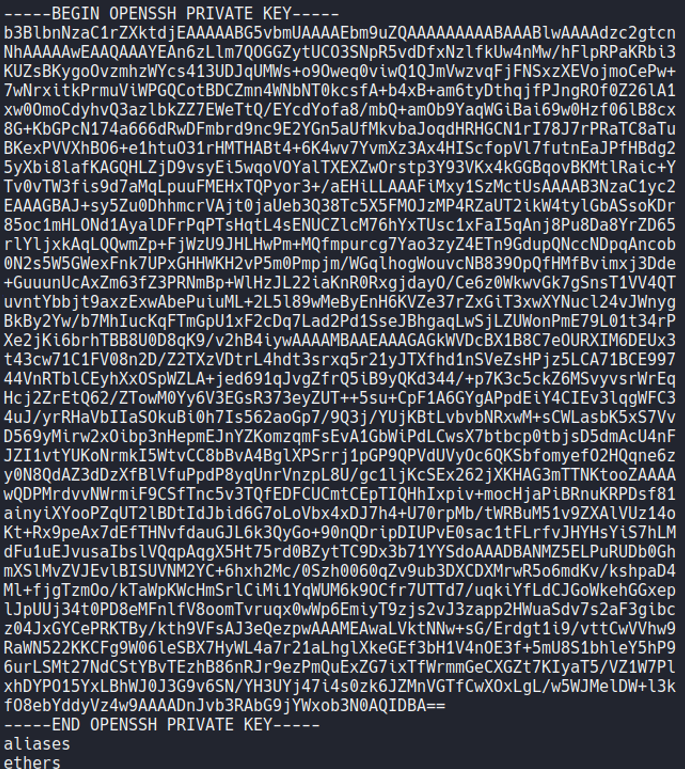 -----BEGIN OPENSSH PRIVATE KEY-----
b3BlbnNzaC1rZXktdjEAAAAABG5vbmUAAAAEbm9uZQAAAAAAAAABAAABlwAAAAdzc2gtcn
NhAAAAAwEAAQAAAYEAn6zLlm7QOGGZytUCO3SNpR5vdDfxNzlfkUw4nMw/hFlpRPaKRbi3
KUZsBKygoOvzmhzWYcs413UDJqUMWs+o9Oweq0viwQ1QJmVwzvqFjFNSxzXEVojmoCePw+
7wNrxitkPrmuViWPGQCotBDCZmn4WNbNT0kcsfA+b4xB+am6tyDthqjfPJngROf0Z26lA1
xw0OmoCdyhvQ3azlbkZZ7EWeTtQ/EYcdYofa8/mbQ+amOb9YaqWGiBai69w0Hzf06lB8cx
8G+KbGPcN174a666dRwDFmbrd9nc9E2YGn5aUfMkvbaJoqdHRHGCN1rI78J7rPRaTC8aTu
BKexPVVXhBO6+e1htuO31rHMTHABt4+6K4wv7YvmXz3Ax4HIScfopVl7futnEaJPfHBdg2
5yXbi8lafKAGQHLZjD9vsyEi5wqoVOYalTXEXZwOrstp3Y93VKx4kGGBqovBKMtlRaic+Y
Tv0vTW3fis9d7aMqLpuuFMEHxTQPyor3+/aEHiLLAAAFiMxy1SzMctUsAAAAB3NzaC1yc2
EAAAGBAJ+sy5Zu0DhhmcrVAjt0jaUeb3Q38Tc5X5FMOJzMP4RZaUT2ikW4tylGbASsoKDr
85oc1mHLONd1AyalDFrPqPTsHqtL4sENUCZlcM76hYxTUsc1xFaI5qAnj8Pu8Da8YrZD65
rlYljxkAqLQQwmZp+FjWzU9JHLHwPm+MQfmpurcg7Yao3zyZ4ETn9GdupQNccNDpqAncob
0N2s5W5GWexFnk7UPxGHHWKH2vP5m0Pmpjm/WGqlhogWouvcNB839OpQfHMfBvimxj3Dde
+GuuunUcAxZm63fZ3PRNmBp+WlHzJL22iaKnR0RxgjdayO/Ce6z0WkwvGk7gSnsT1VV4QT
uvntYbbjt9axzExwAbePuiuML+2L5l89wMeByEnH6KVZe37rZxGiT3xwXYNucl24vJWnyg
BkBy2Yw/b7MhIucKqFTmGpU1xF2cDq7Lad2Pd1SseJBhgaqLwSjLZUWonPmE79L01t34rP
Xe2jKi6brhTBB8U0D8qK9/v2hB4iywAAAAMBAAEAAAGAGkWVDcBX1B8C7eOURXIM6DEUx3
t43cw71C1FV08n2D/Z2TXzVDtrL4hdt3srxq5r21yJTXfhd1nSVeZsHPjz5LCA71BCE997
44VnRTblCEyhXxOSpWZLA+jed691qJvgZfrQ5iB9yQKd344/+p7K3c5ckZ6MSvyvsrWrEq
Hcj2ZrEtQ62/ZTowM0Yy6V3EGsR373eyZUT++5su+CpF1A6GYgAPpdEiY4CIEv3lqgWFC3
4uJ/yrRHaVbIIaSOkuBi0h7Is562aoGp7/9Q3j/YUjKBtLvbvbNRxwM+sCWLasbK5xS7Vv
D569yMirw2xOibp3nHepmEJnYZKomzqmFsEvA1GbWiPdLCwsX7btbcp0tbjsD5dmAcU4nF
JZI1vtYUKoNrmkI5WtvCC8bBvA4BglXPSrrj1pGP9QPVdUVyOc6QKSbfomyefO2HQqne6z
y0N8QdAZ3dDzXfBlVfuPpdP8yqUnrVnzpL8U/gc1ljKcSEx262jXKHAG3mTTNKtooZAAAA
wQDPMrdvvNWrmiF9CSfTnc5v3TQfEDFCUCmtCEpTIQHhIxpiv+mocHjaPiBRnuKRPDsf81
ainyiXYooPZqUT2lBDtIdJbid6G7oLoVbx4xDJ7h4+U70rpMb/tWRBuM51v9ZXAlVUz14o
Kt+Rx9peAx7dEfTHNvfdauGJL6k3QyGo+90nQDripDIUPvE0sac1tFLrfvJHYHsYiS7hLM
dFu1uEJvusaIbslVQqpAqgX5Ht75rd0BZytTC9Dx3b71YYSdoAAADBANMZ5ELPuRUDb0Gh
mXSlMvZVJEvlBISUVNM2YC+6hxh2Mc/0Szh0060qZv9ub3DXCDXMrwR5o6mdKv/kshpaD4
Ml+fjgTzmOo/kTaWpKWcHmSrlCiMi1YqWUM6k9OCfr7UTTd7/uqkiYfLdCJGoWkehGGxep
lJpUUj34t0PD8eMFnlfV8oomTvruqx0wWp6EmiyT9zjs2vJ3zapp2HWuaSdv7s2aF3gibc
z04JxGYCePRKTBy/kth9VFsAJ3eQezpwAAAMEAwaLVktNNw+sG/Erdgt1i9/vttCwVVhw9
RaWN522KKCFg9W06leSBX7HyWL4a7r21aLhglXkeGEf3bH1V4nOE3f+5mU8S1bhleY5hP9
6urLSMt27NdCStYBvTEzhB86nRJr9ezPmQuExZG7ixTfWrmmGeCXGZt7KIyaT5/VZ1W7Pl
xhDYPO15YxLBhWJ0J3G9v6SN/YH3UYj47i4s0zk6JZMnVGTfCwXOxLgL/w5WJMelDW+l3k
fO8ebYddyVz4w9AAAADnJvb3RAbG9jYWxob3N0AQIDBA==
-----END OPENSSH PRIVATE KEY-----
aliases
ethers